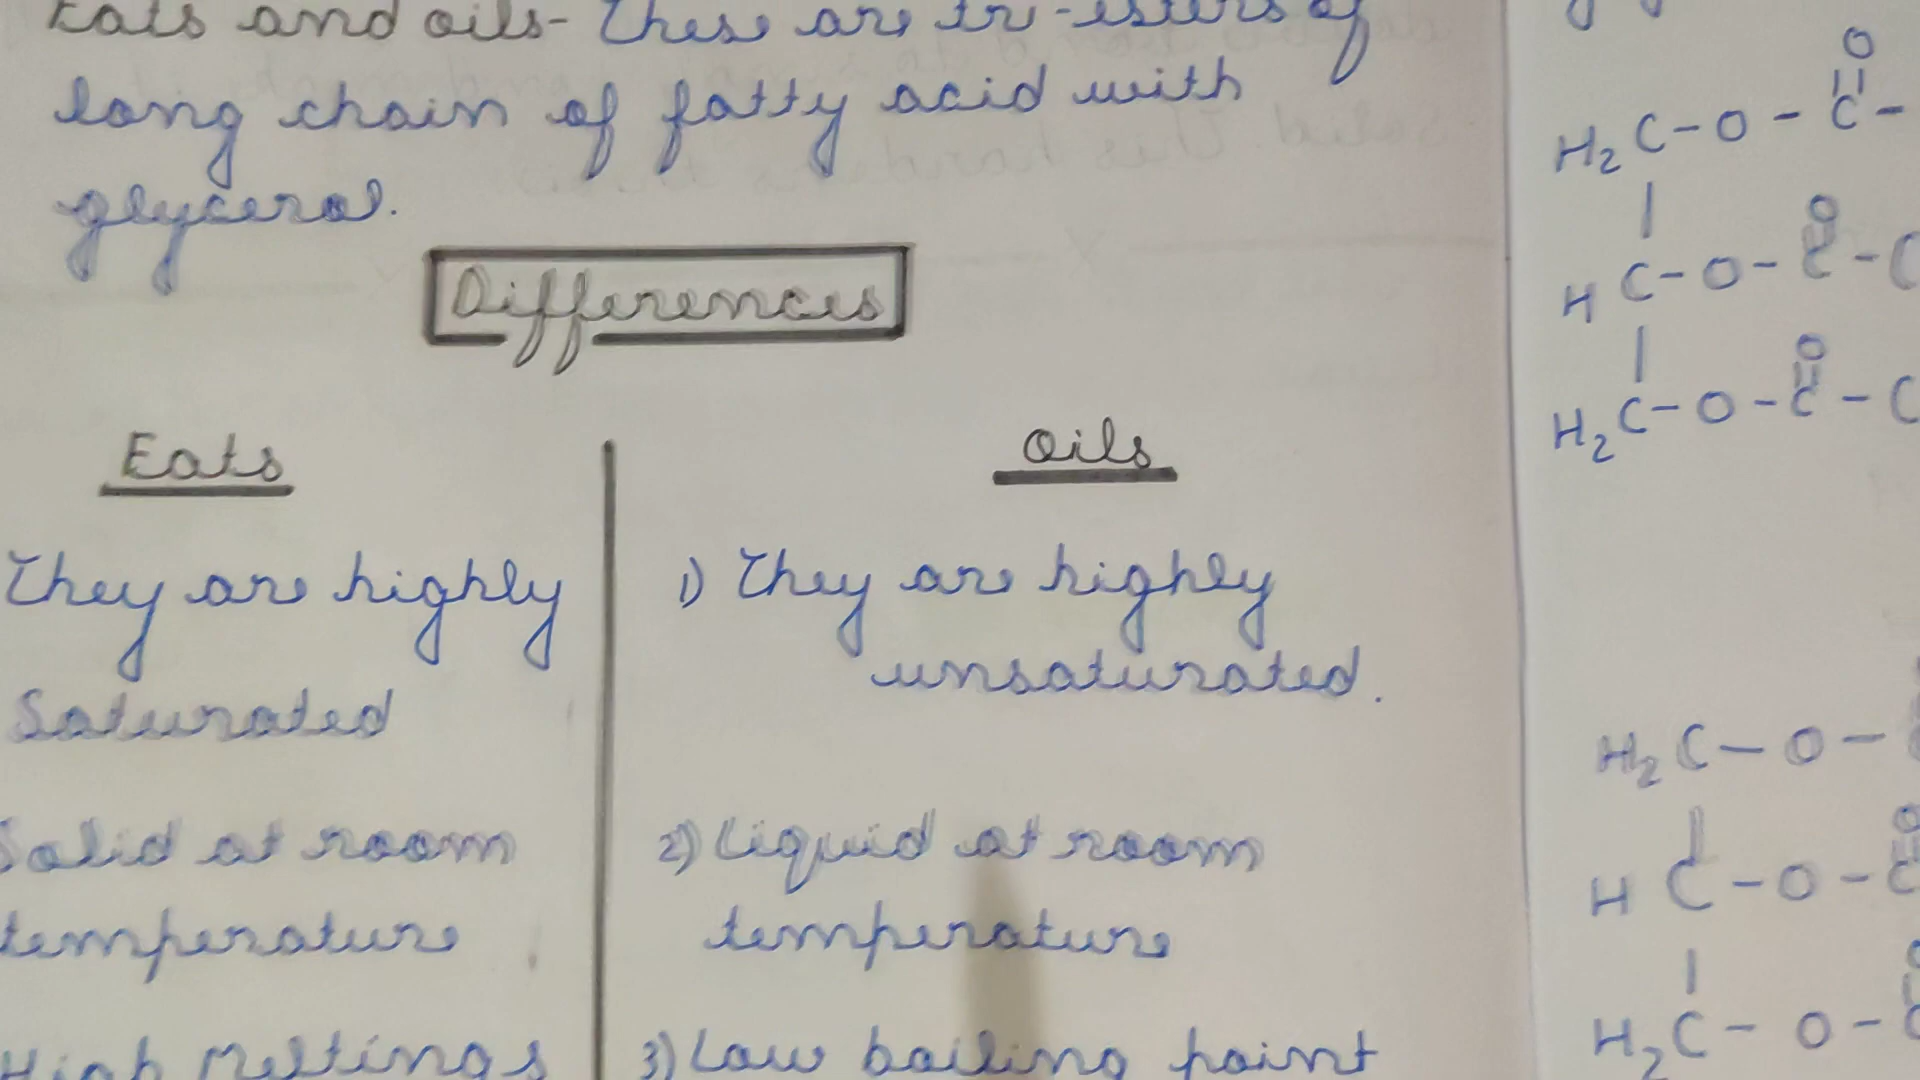 Fats and oils- These are tri-esters of
long chain of fatty acid with
glycerol.
Differences
Fats
They are highly
Saturated
Solid at room
temperature
High Meltings
Oils
1) They are highly
unsaturated.
2) Liquid at room
temperature
3) Low boiling point
O
H2C-O-C-
H C-O-C-C
O
H2C-O-C-C
O
H2C-O-
H C-O-C
O
H2C-O-C